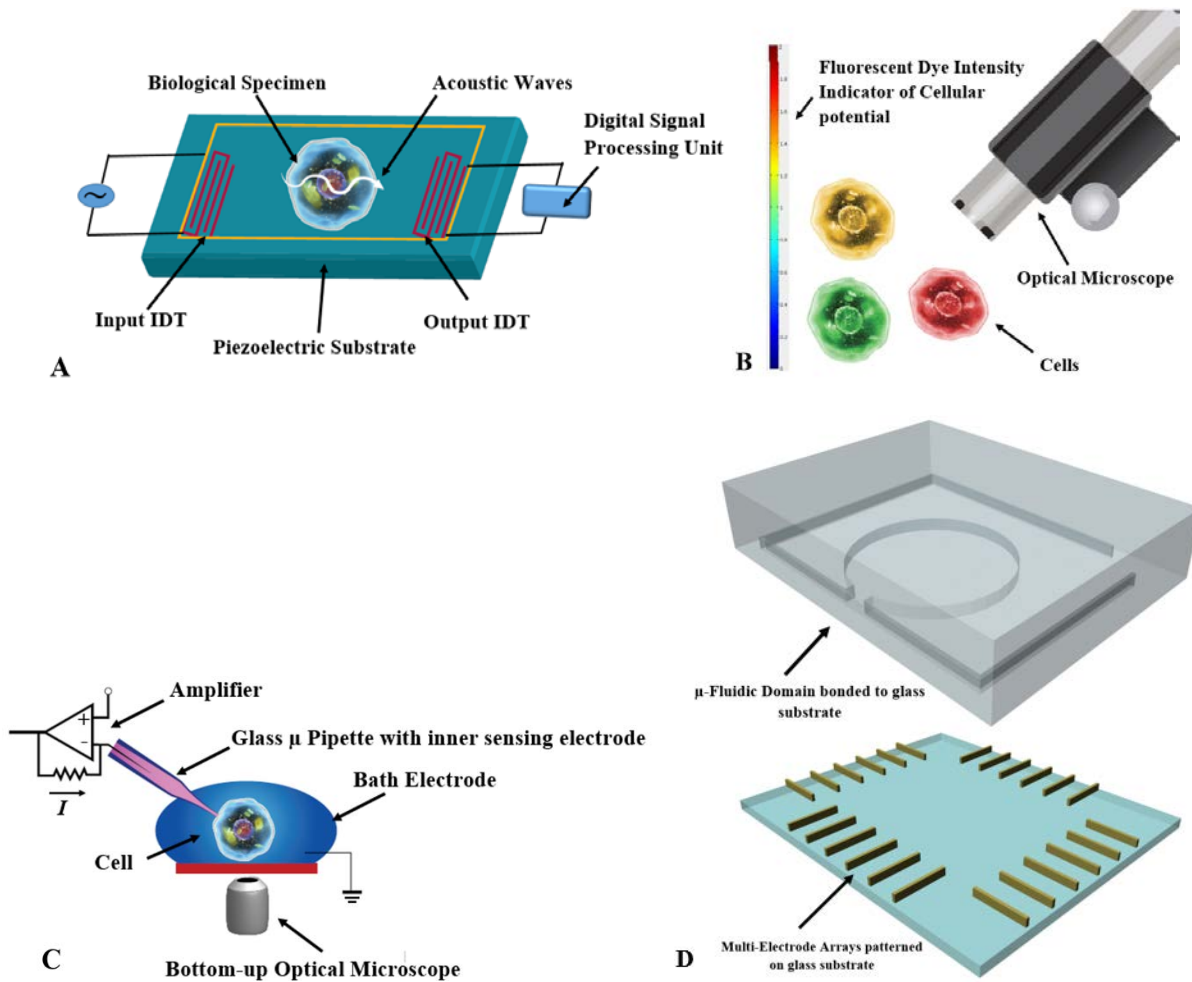 Biological Specimen
Acoustic Waves
Digital Signal
Processing Unit
Input IDT
Output IDT
Piezoelectric Substrate
A
Fluorescent Dye Intensity
Indicator of Cellular
potential
Optical Microscope
Cells
B
Amplifier
+
-
I
Glass μ Pipette with inner sensing electrode
Bath Electrode
Cell
Bottom-up Optical Microscope
C
μ-Fluidic Domain bonded to glass
substrate
Multi-Electrode Arrays patterned
on glass substrate
D